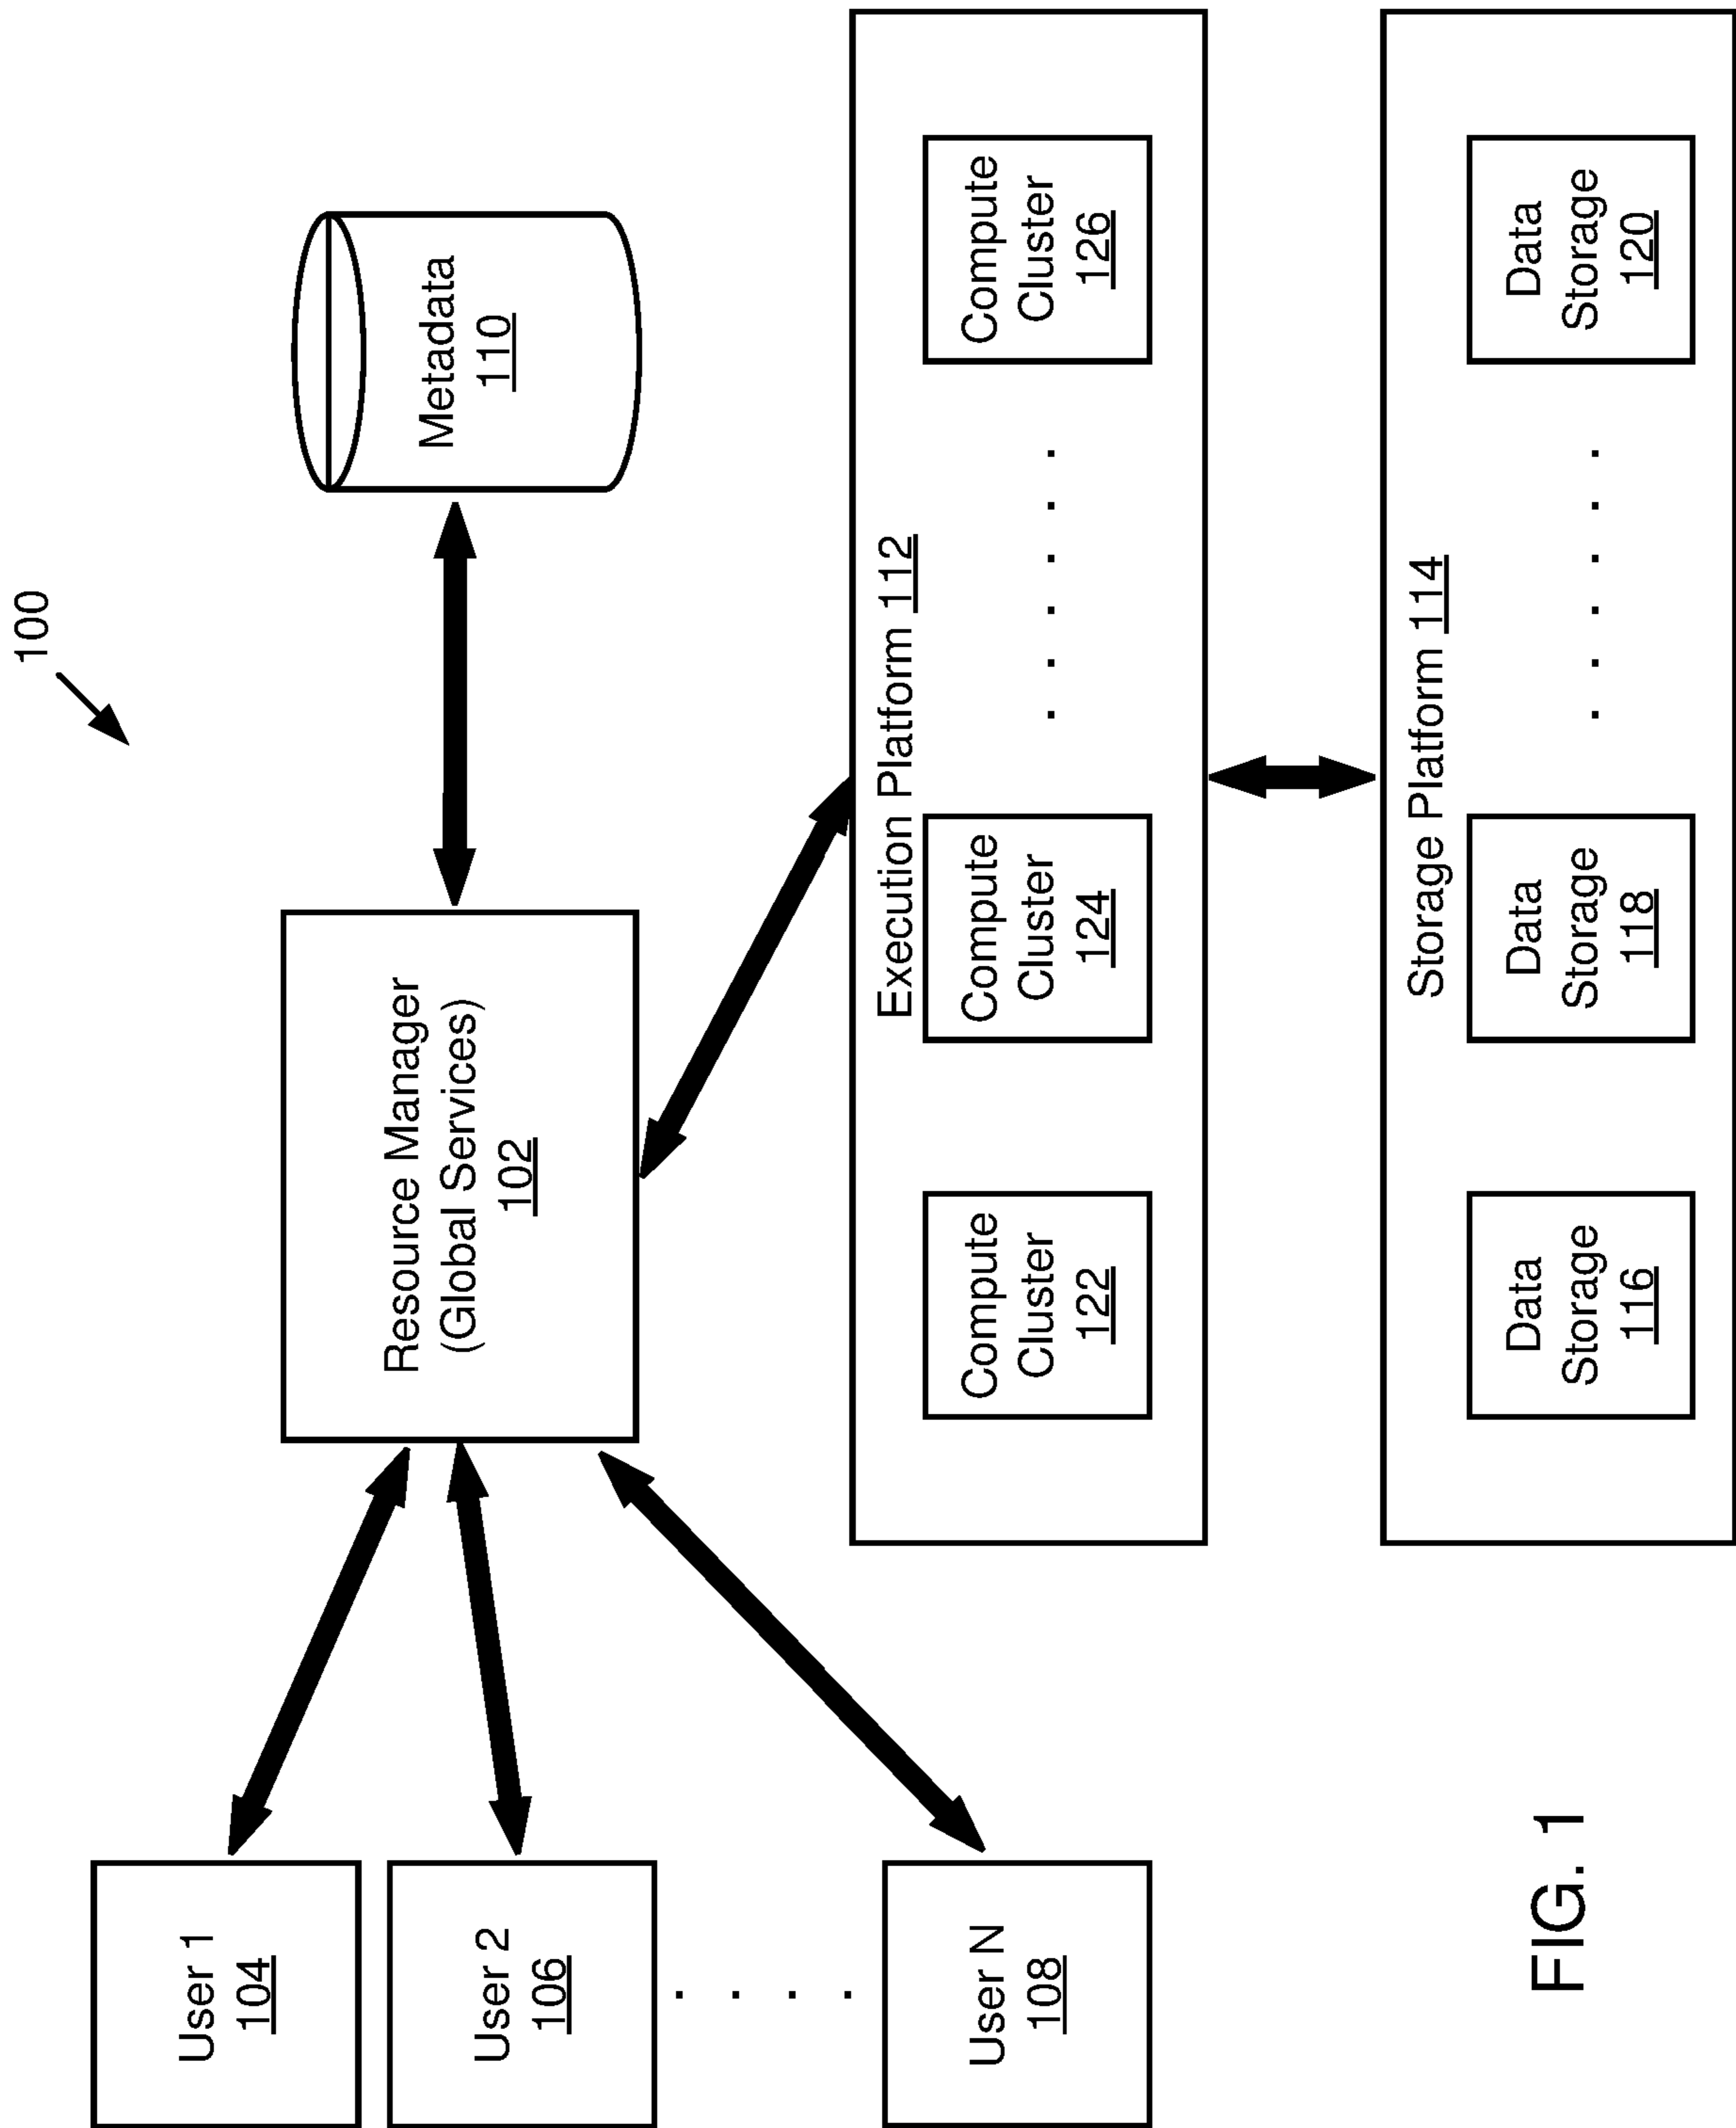 100
User 1
104
User 2
106
User N
108
Resource Manager
(Global Services)
102
Metadata
110
Execution Platform 112
Compute
Cluster
122
Compute
Cluster
124
Compute
Cluster
126
Storage Platform 114
Data
Storage
116
Data
Storage
118
Data
Storage
120
FIG. 1